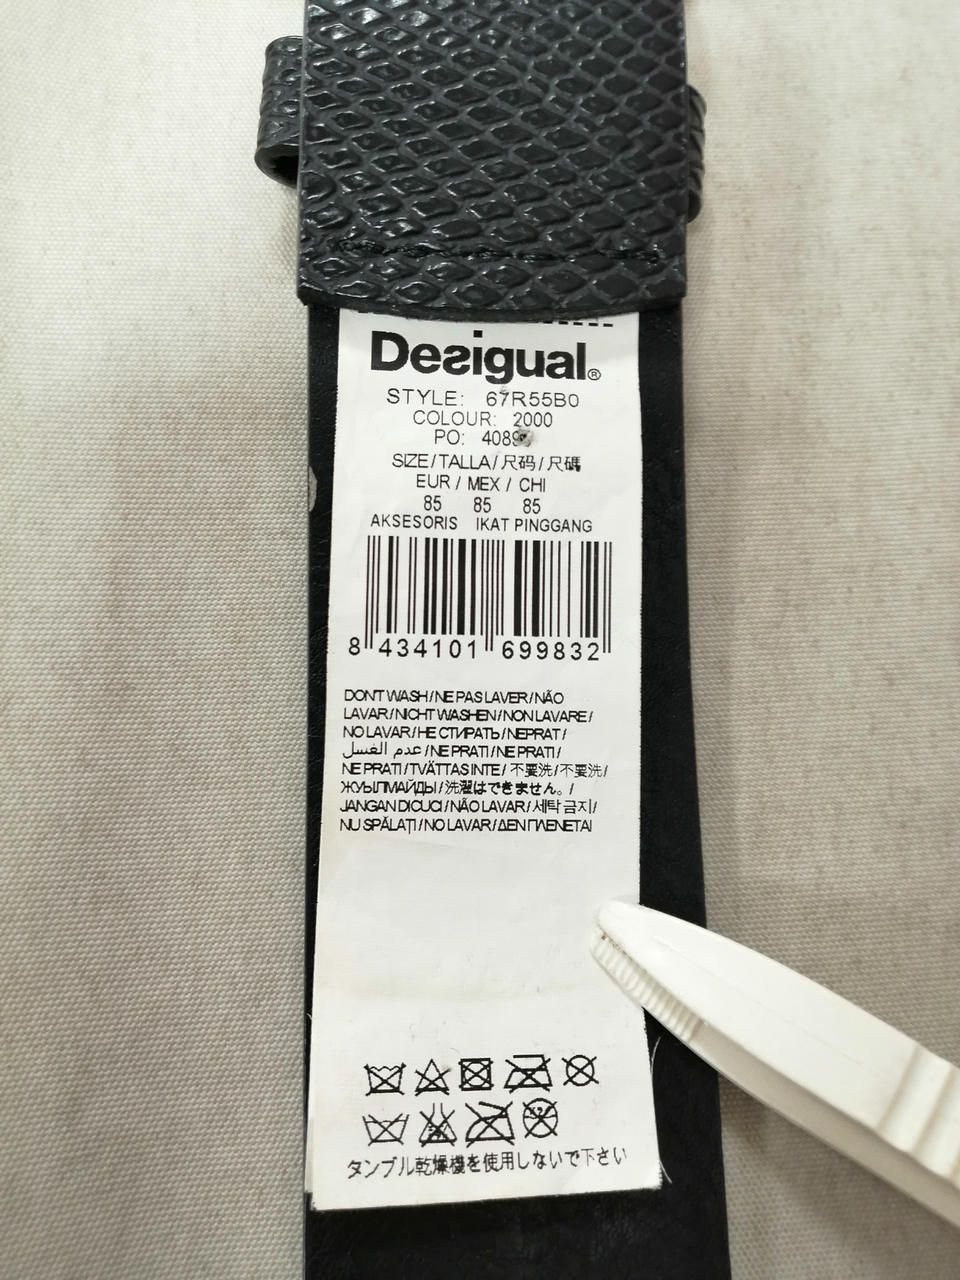 Desigual®
STYLE: 67R55B0
COLOUR: 2000
PO: 4089
SIZE / TALLA / 尺码 / 尺碼
EUR / MEX / CHI
85 85 85
AKSESORIS IKAT PINGGANG
8 434101 699832
DONT WASH / NE PAS LAVER / NÃO
LAVAR / NICHT WASHEN / NON LAVARE /
NO LAVAR / НЕ СТИРАТЬ / NEPRAT /
عدم الغسل / NE PRATI / NE PRATI /
NE PRATI / TVÄTTAS INTE / 不要洗 / 不要洗 /
ЖУЫЛМАЙДЫ / 洗濯はできません。 /
JANGAN DICUCI / NÃO LAVAR / 세탁 금지 /
NU SPĂLAȚI / NO LAVAR / ΔΕΝ ΠΛΕΝΕΤΑΙ
タンブル乾燥機を使用しないで下さい